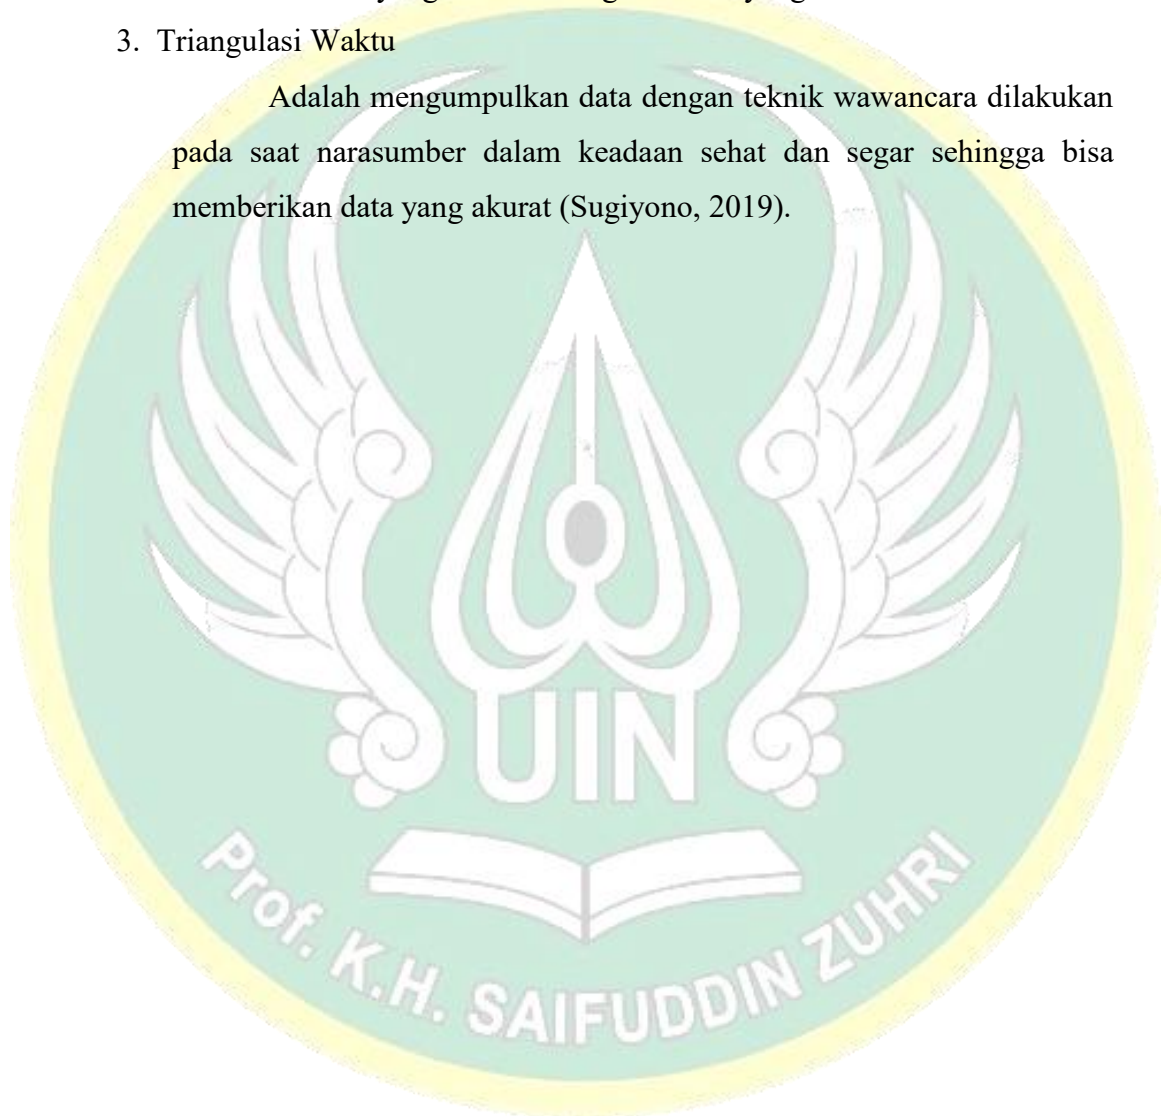 3. Triangulasi Waktu
Adalah mengumpulkan data dengan teknik wawancara dilakukan
pada saat narasumber dalam keadaan sehat dan segar sehingga bisa
memberikan data yang akurat (Sugiyono, 2019).
UIN
Prof. K.H. SAIFUDDIN ZUHRI